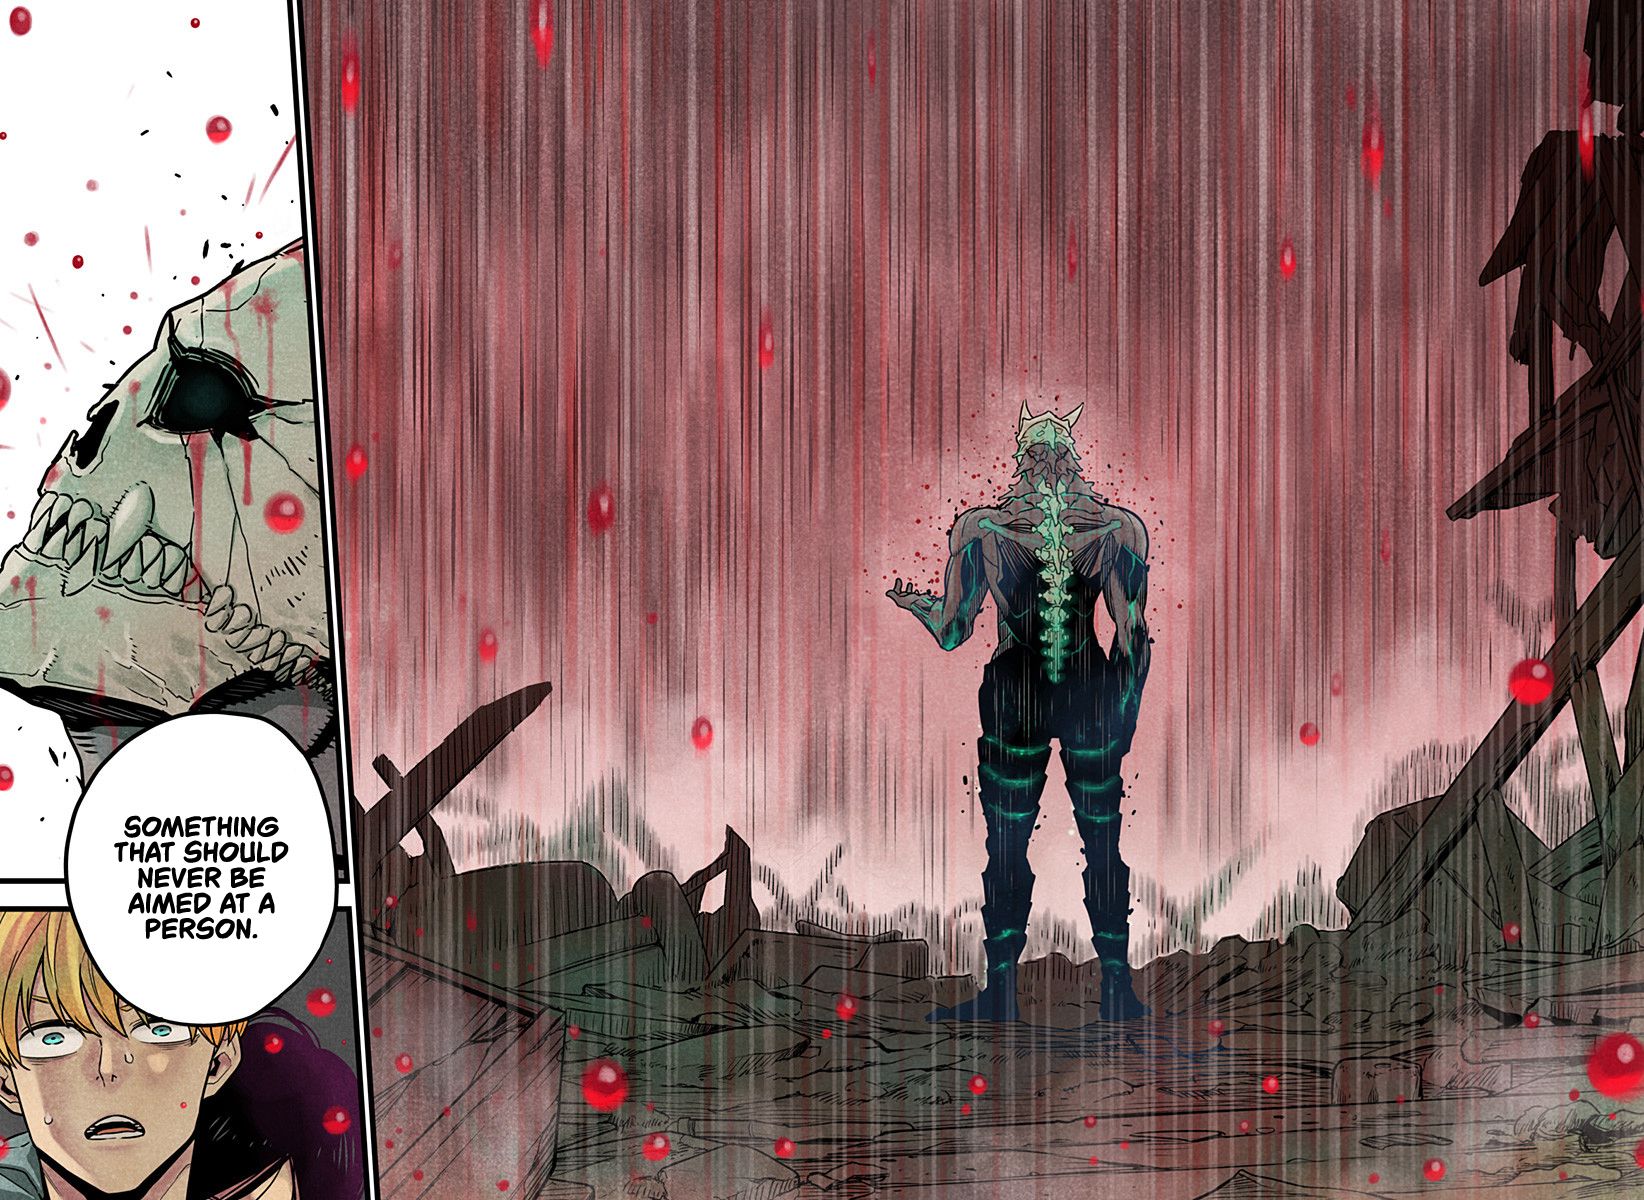 SOMETHING
THAT SHOULD
NEVER BE
AIMED AT A
PERSON.